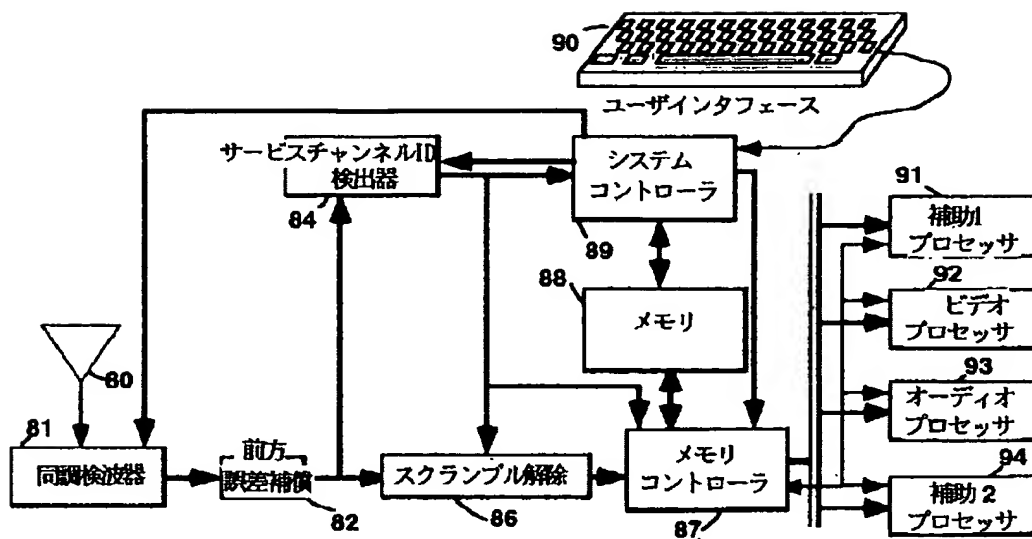 90
ユーザインタフェース
サービスチャンネルID
検出器
84
システム
コントローラ
89
91
補助1
プロセッサ
88
メモリ
92
ビデオ
プロセッサ
80
93
オーディオ
プロセッサ
81
同調検波器
前方
誤差補償
82
スクランブル解除
86
メモリ
コントローラ
87
94
補助2
プロセッサ